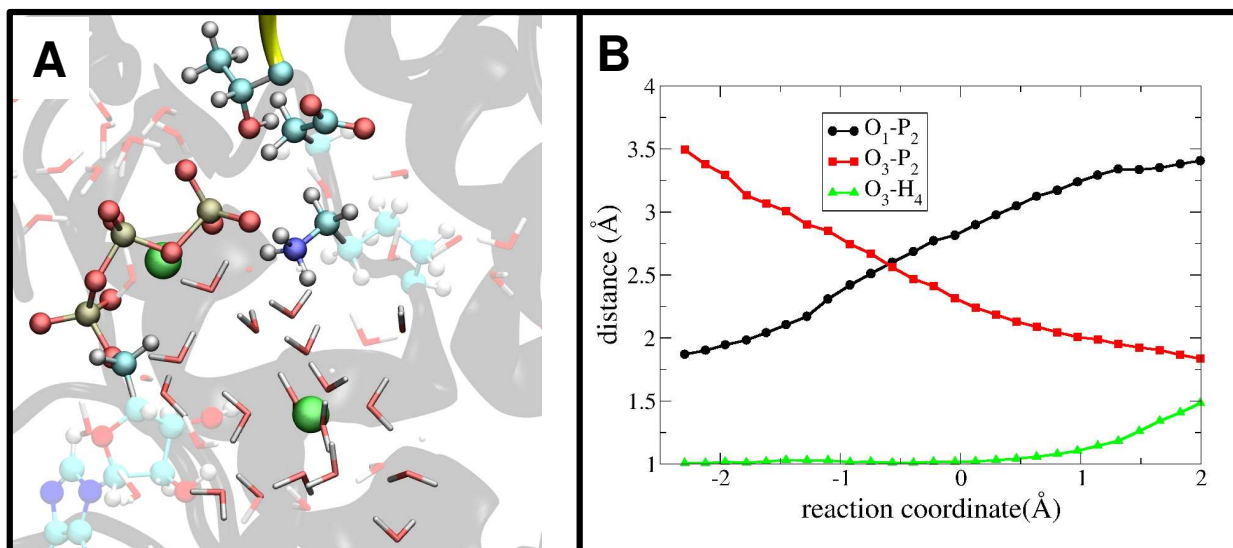 A
B
4
3.5
3
2.5
2
1.5
1
distance (Å)
O₁-P₂
O₃-P₂
O₃-H₄
-2
-1
0
1
2
reaction coordinate(Å)